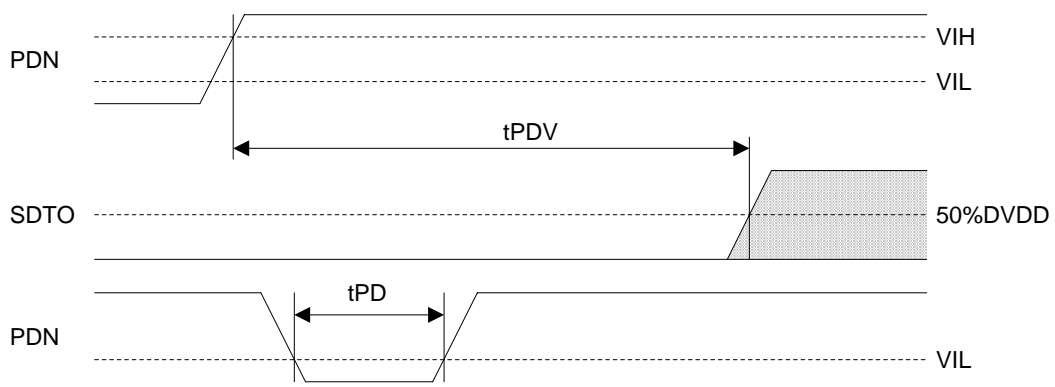 PDN
VIH
VIL
tPDV
SDTO
50%DVDD
tPD
PDN
VIL